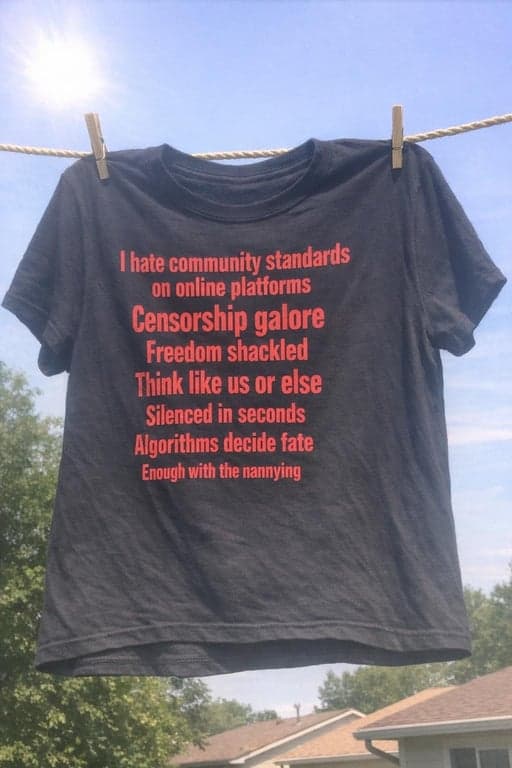 I hate community standards
on online platforms
Censorship galore
Freedom shackled
Think like us or else
Silenced in seconds
Algorithms decide fate
Enough with the nannying